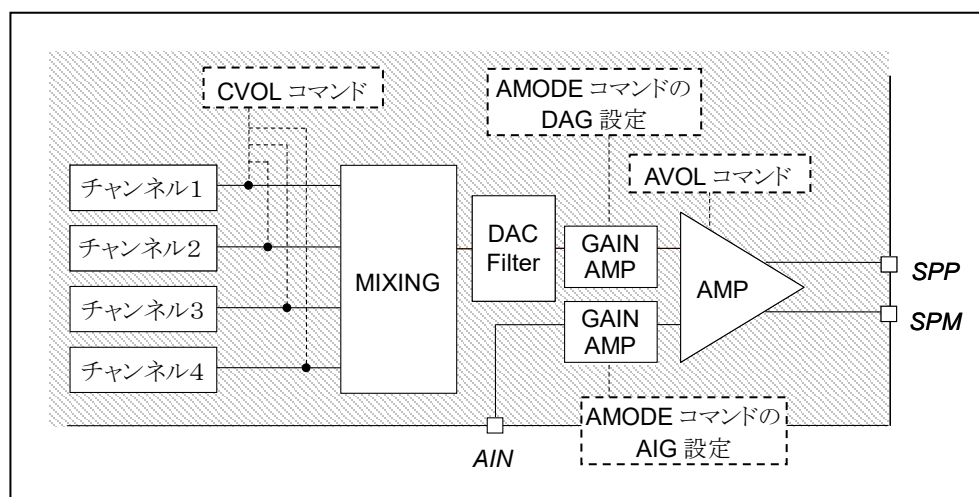 CVOL コマンド
AMODE コマンドの
DAG 設定
AVOL コマンド
チャンネル1
チャンネル2
チャンネル3
チャンネル4
MIXING
DAC
Filter
GAIN
AMP
GAIN
AMP
AMP
SPP
SPM
AIN
AMODE コマンドの
AIG 設定